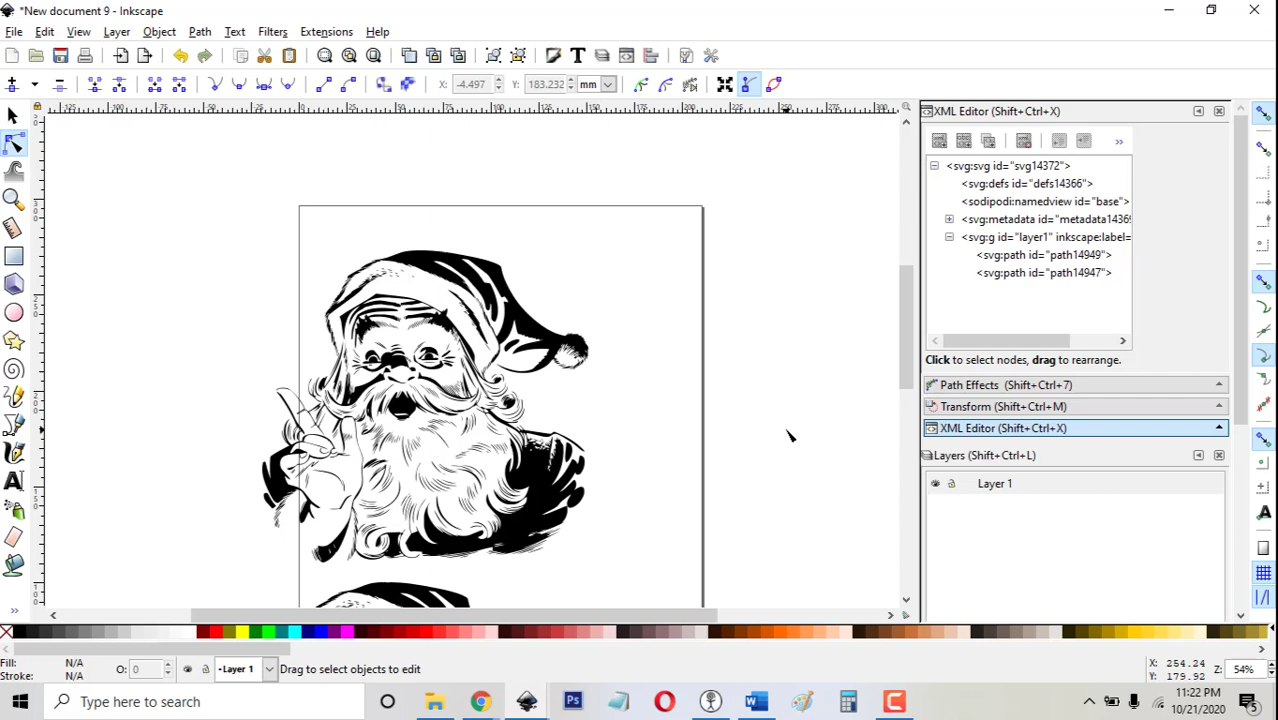 *New document 9 - Inkscape
File Edit View Layer Object Path Text Filters Extensions Help
X: -4.497 Y: 183.232 mm
XML Editor (Shift+Ctrl+X)
<svg:svg id="svg14372">
<svg:defs id="defs14366">
<sodipodi:namedview id="base">
<svg:metadata id="metadata14369
<svg:g id="layer1" inkscape:label=
<svg:path id="path14949">
<svg:path id="path14947">
Click to select nodes, drag to rearrange.
Path Effects (Shift+Ctrl+7)
Transform (Shift+Ctrl+M)
XML Editor (Shift+Ctrl+X)
Layers (Shift+Ctrl+L)
Layer 1
Fill: N/A O: 0 Layer 1 Drag to select objects to edit X: 254.24 Z: 54%
Stroke: N/A Y: 179.92
Type here to search
11:22 PM
10/21/2020
5